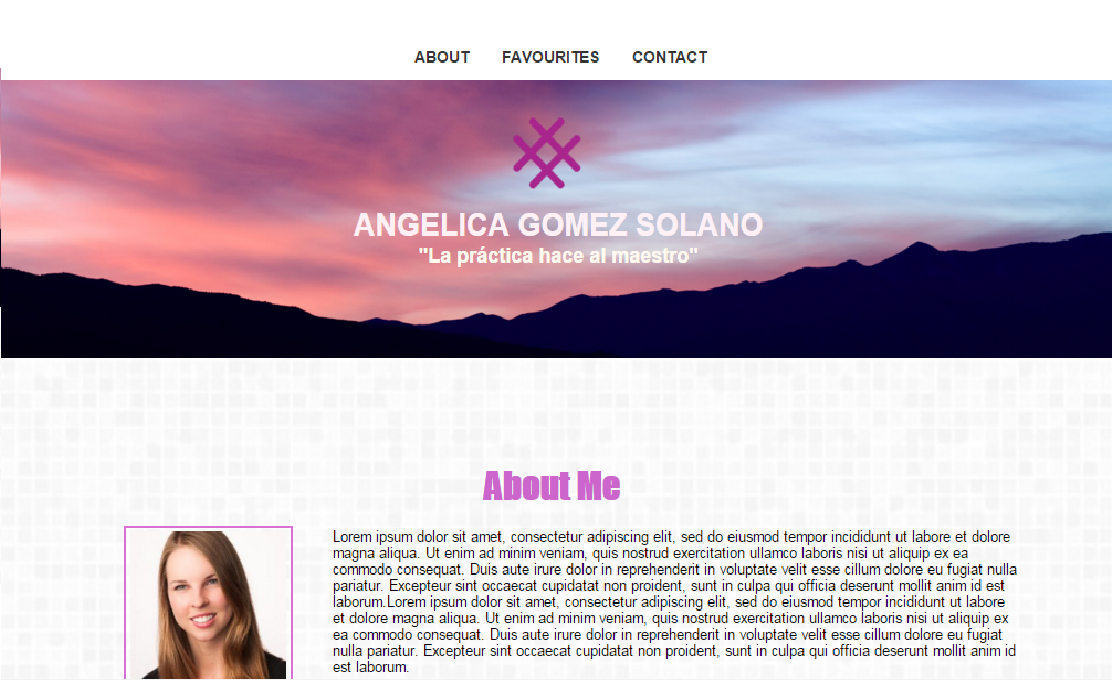 ABOUT FAVOURITES CONTACT
ANGELICA GOMEZ SOLANO
"La práctica hace al maestro"
About Me
Lorem ipsum dolor sit amet, consectetur adipiscing elit, sed do eiusmod tempor incididunt ut labore et dolore
magna aliqua. Ut enim ad minim veniam, quis nostrud exercitation ullamco laboris nisi ut aliquip ex ea
commodo consequat. Duis aute irure dolor in reprehenderit in voluptate velit esse cillum dolore eu fugiat nulla
pariatur. Excepteur sint occaecat cupidatat non proident, sunt in culpa qui officia deserunt mollit anim id est
laborum.Lorem ipsum dolor sit amet, consectetur adipiscing elit, sed do eiusmod tempor incididunt ut labore
et dolore magna aliqua. Ut enim ad minim veniam, quis nostrud exercitation ullamco laboris nisi ut aliquip ex
ea commodo consequat. Duis aute irure dolor in reprehenderit in voluptate velit esse cillum dolore eu fugiat
nulla pariatur. Excepteur sint occaecat cupidatat non proident, sunt in culpa qui officia deserunt mollit anim id
est laborum.